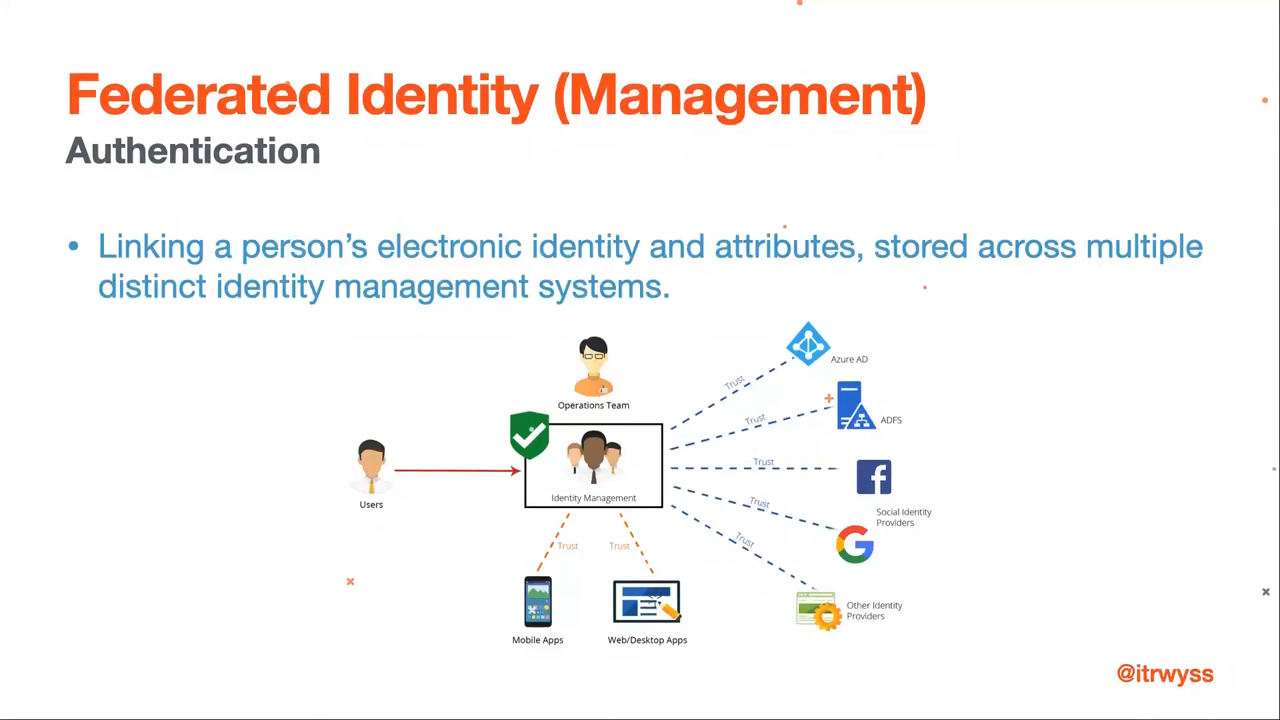 Federated Identity (Management)
Authentication
• Linking a person's electronic identity and attributes, stored across multiple
distinct identity management systems.
Operations Team
Users
Identity Management
Trust
Azure AD
Trust
ADFS
Trust
Trust
Social Identity
Providers
Trust
Other Identity
Providers
Trust
Trust
Mobile Apps
Web/Desktop Apps
@itrwyss